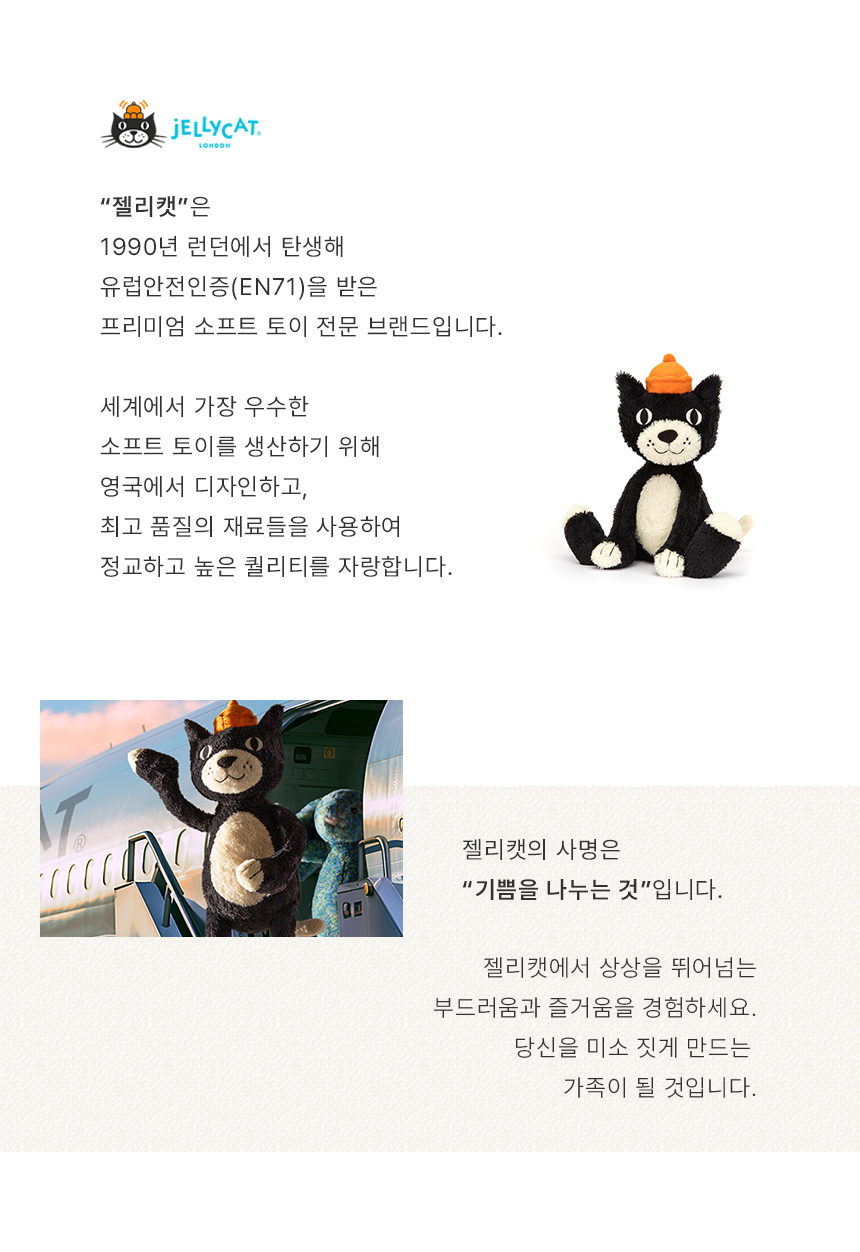 jELLYCAT®
LONDON
“젤리캣”은
1990년 런던에서 탄생해
유럽안전인증(EN71)을 받은
프리미엄 소프트 토이 전문 브랜드입니다.
세계에서 가장 우수한
소프트 토이를 생산하기 위해
영국에서 디자인하고,
최고 품질의 재료들을 사용하여
정교하고 높은 퀄리티를 자랑합니다.
AT®
젤리캣의 사명은
“기쁨을 나누는 것”입니다.
젤리캣에서 상상을 뛰어넘는
부드러움과 즐거움을 경험하세요.
당신을 미소 짓게 만드는
가족이 될 것입니다.